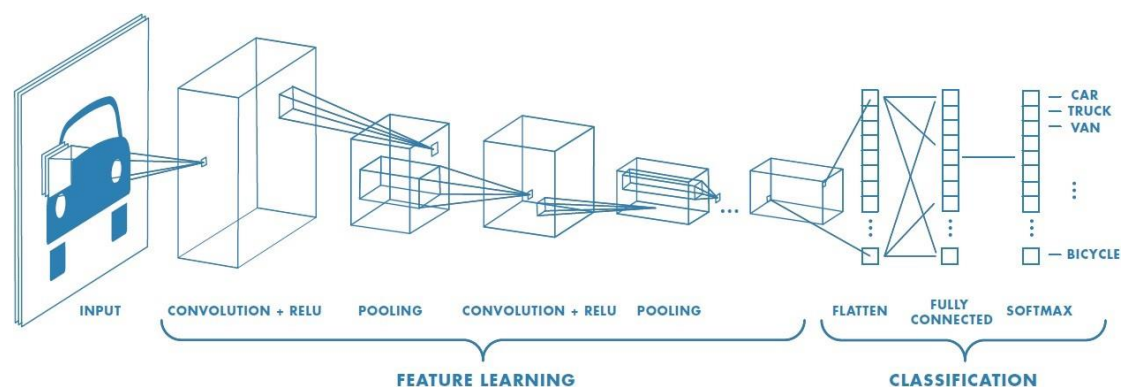 CAR
TRUCK
VAN
BICYCLE
INPUT
CONVOLUTION + RELU
POOLING
CONVOLUTION + RELU
POOLING
FLATTEN
FULLY
CONNECTED
SOFTMAX
FEATURE LEARNING
CLASSIFICATION